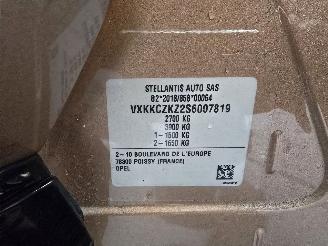 STELLANTIS AUTO SAS
e2*2018/858*00064
VXKKCZKZ2S6007819
2700 KG
3900 KG
1-1500 KG
2-1650 KG
2-10 BOULEVARD DE L'EUROPE
78300 POISSY (FRANCE)
OPEL